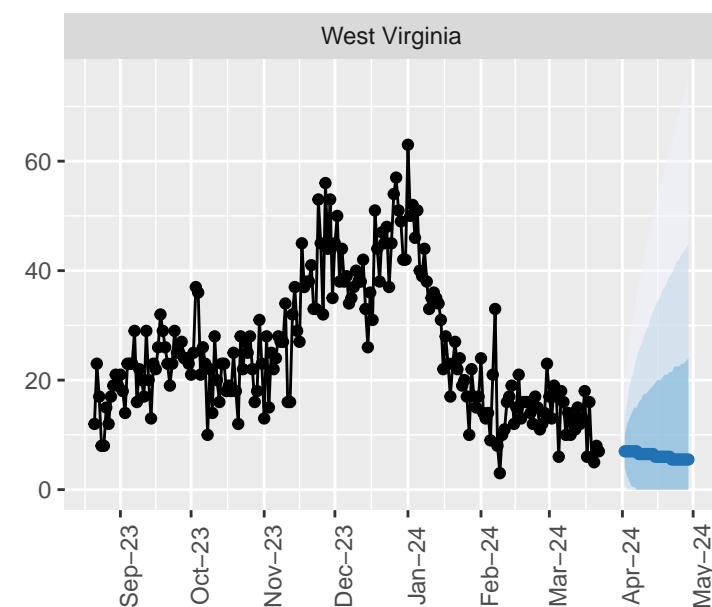 West Virginia
60
40
20
0
Sep−23
Oct−23
Nov−23
Dec−23
Jan−24
Feb−24
Mar−24
Apr−24
May−24